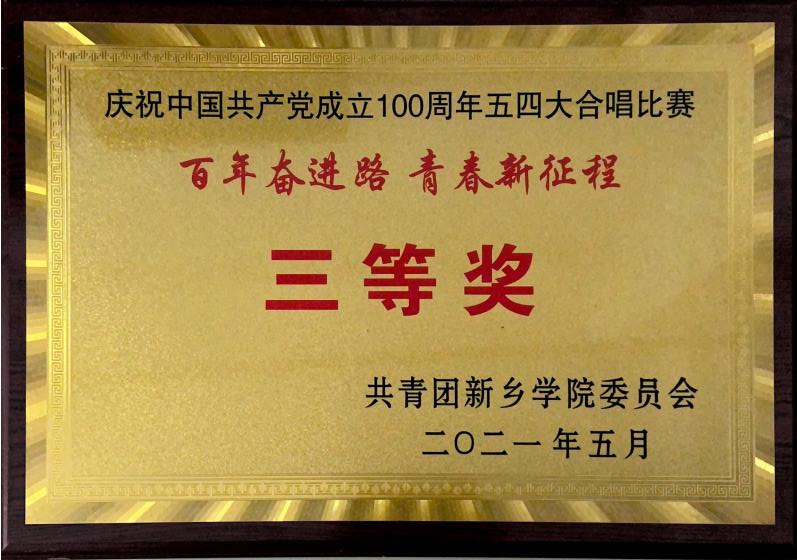 庆祝中国共产党成立100周年五四大合唱比赛
百年奋进路 青春新征程
三等奖
共青团新乡学院委员会
二〇二一年五月